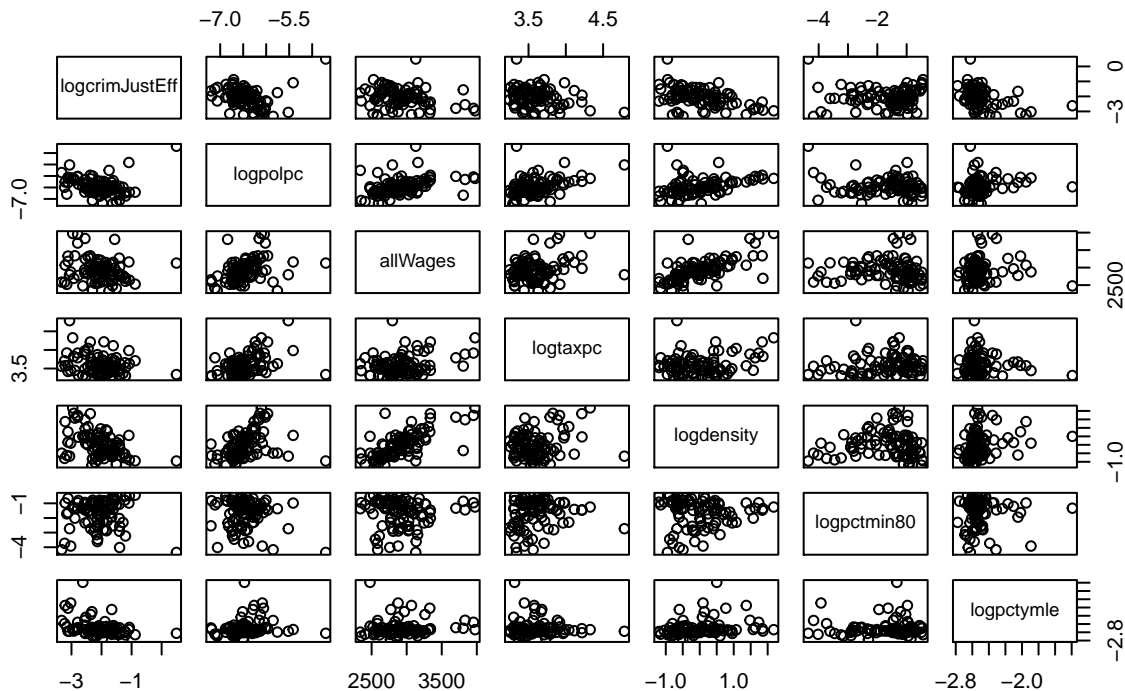 −7.0 −5.5 3.5 4.5 −4 −2
logcrimJustEff
0
−3
logpolpc
−7.0
allWages
2500
logtaxpc
3.5
logdensity
−1.0
logpctmin80
−1
−4
logpctymle
−2.8
−3 −1 2500 3500 −1.0 1.0 −2.8 −2.0